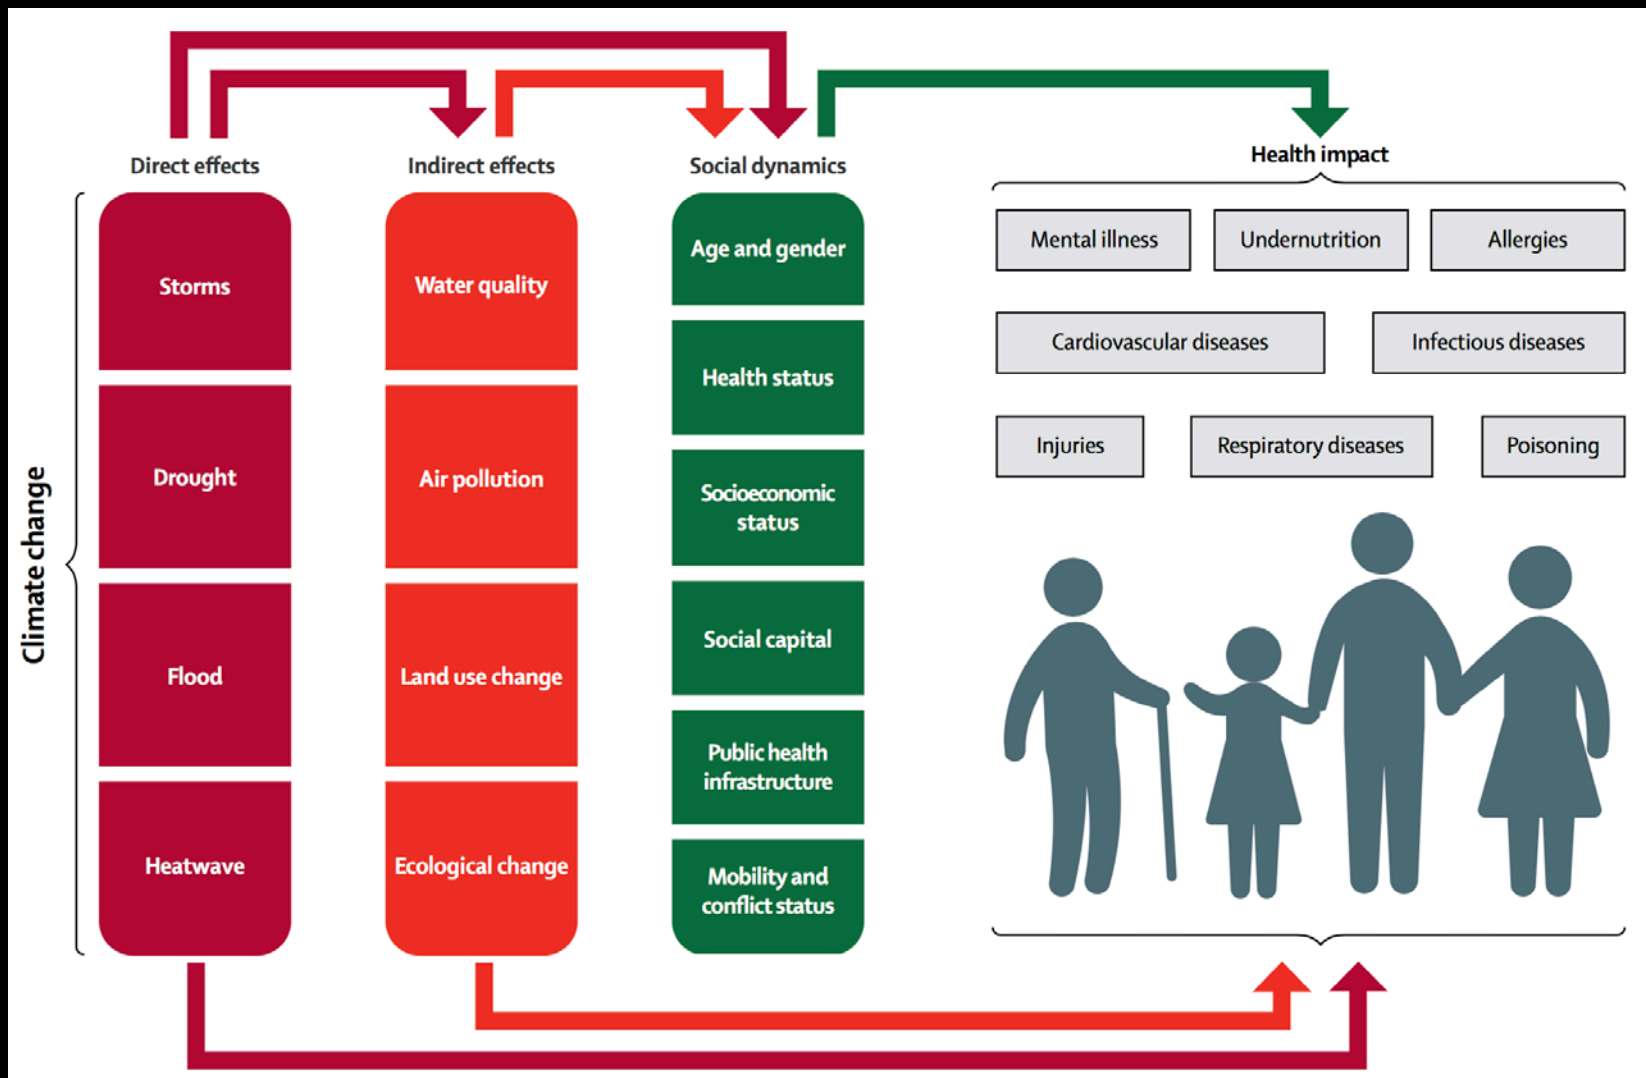 Direct effects
Indirect effects
Social dynamics
Health impact
Climate change
Storms
Drought
Flood
Heatwave
Water quality
Air pollution
Land use change
Ecological change
Age and gender
Health status
Socioeconomic
status
Social capital
Public health
infrastructure
Mobility and
conflict status
Mental illness
Undernutrition
Allergies
Cardiovascular diseases
Infectious diseases
Injuries
Respiratory diseases
Poisoning